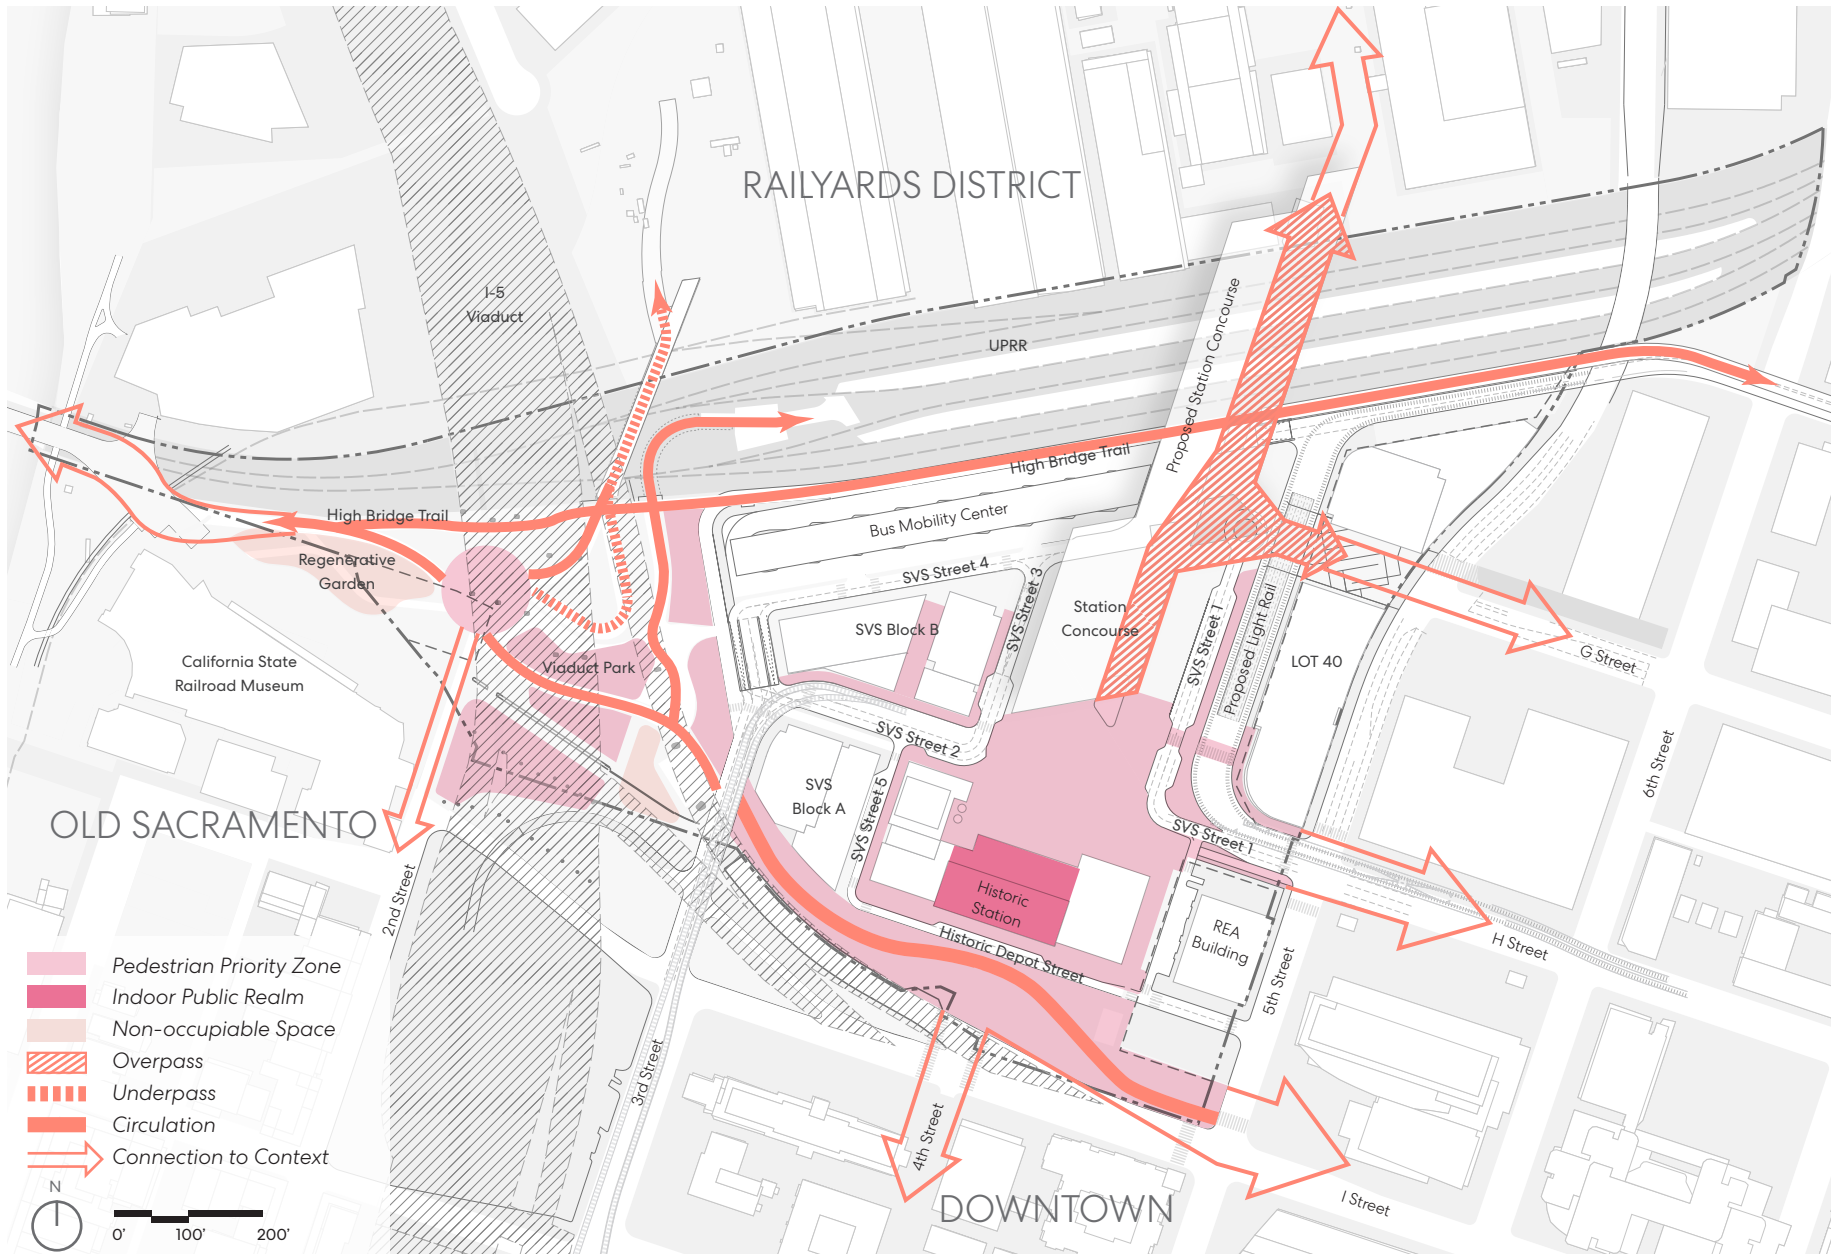 RAILYARDS DISTRICT
I-5
Viaduct
UPRR
Proposed Station Concourse
High Bridge Trail
High Bridge Trail
Bus Mobility Center
Regenerative
Garden
SVS Street 4
SVS Street 3
Station
Concourse
SVS Street 1
Proposed Light Rail
SVS Block B
LOT 40
G Street
California State
Railroad Museum
Viaduct Park
SVS Street 2
6th Street
SVS
Block A
SVS Street 5
SVS Street 1
OLD SACRAMENTO
2nd Street
Historic
Station
REA
Building
H Street
Historic Depot Street
5th Street
3rd Street
4th Street
I Street
DOWNTOWN
Pedestrian Priority Zone
Indoor Public Realm
Non-occupiable Space
Overpass
Underpass
Circulation
Connection to Context
N
0' 100' 200'